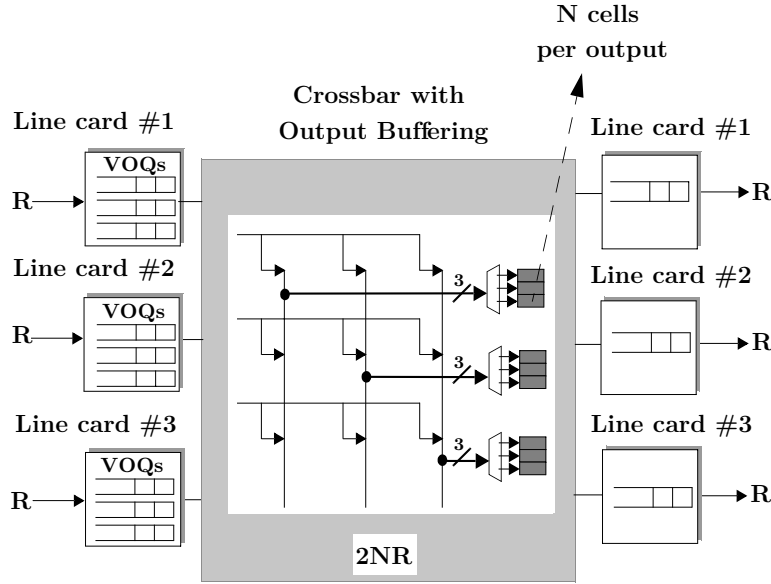 N cells
per output
Crossbar with
Output Buffering
Line card #1
VOQs
R
Line card #2
VOQs
R
Line card #3
VOQs
R
3
3
3
2NR
Line card #1
R
Line card #2
R
Line card #3
R